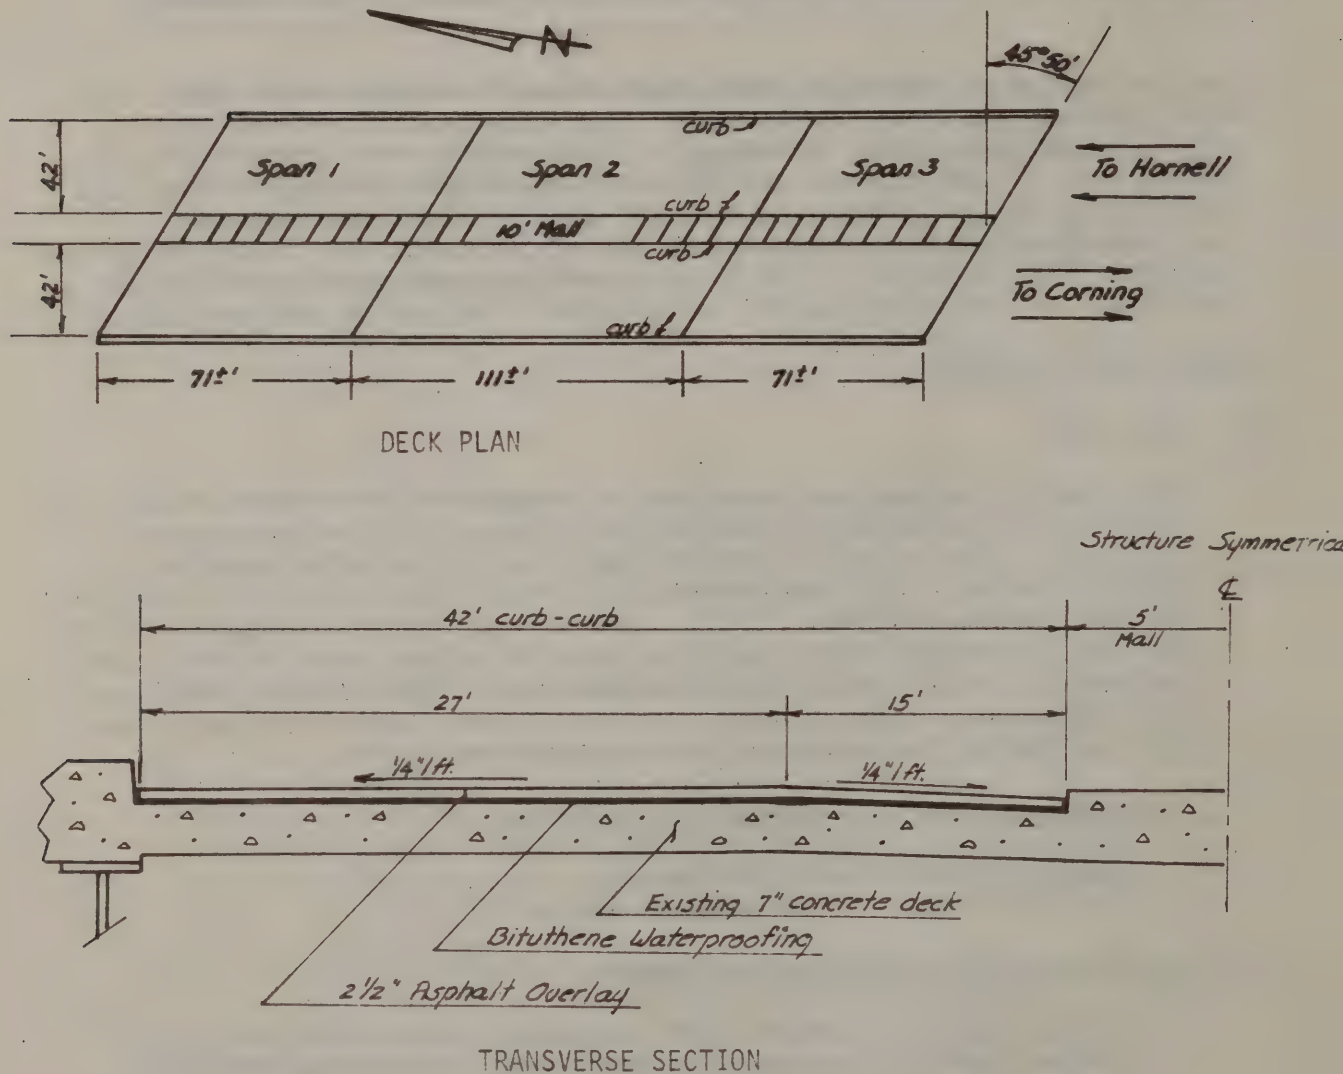 N
45°50'
curb
42'
Span 1
Span 2
Span 3
To Hornell
curb
10' Mall
curb
42'
To Corning
curb
71±'
111±'
71±'
DECK PLAN
Structure Symmetrica
℄
42' curb-curb
5'
Mall
27'
15'
1/4"/ft.
1/4"/ft.
Existing 7" concrete deck
Bituthene Waterproofing
2 1/2" Asphalt Overlay
TRANSVERSE SECTION